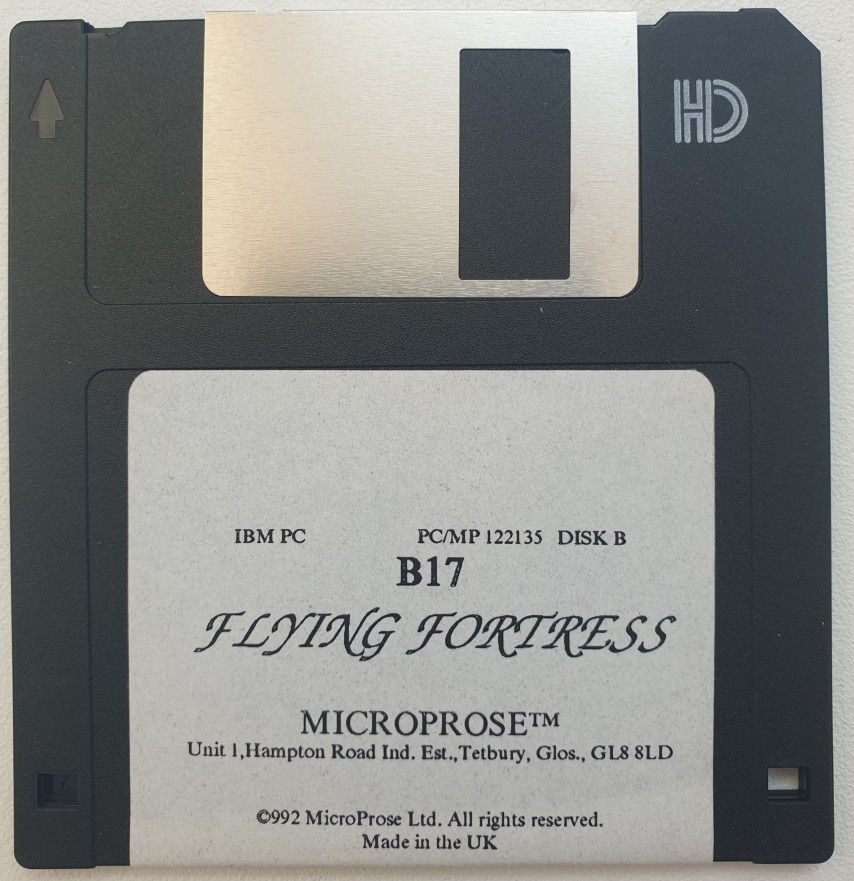 HD
IBM PC PC/MP 122135 DISK B
B17
FLYING FORTRESS
MICROPROSE™
Unit 1,Hampton Road Ind. Est.,Tetbury, Glos., GL8 8LD
©992 MicroProse Ltd. All rights reserved.
Made in the UK